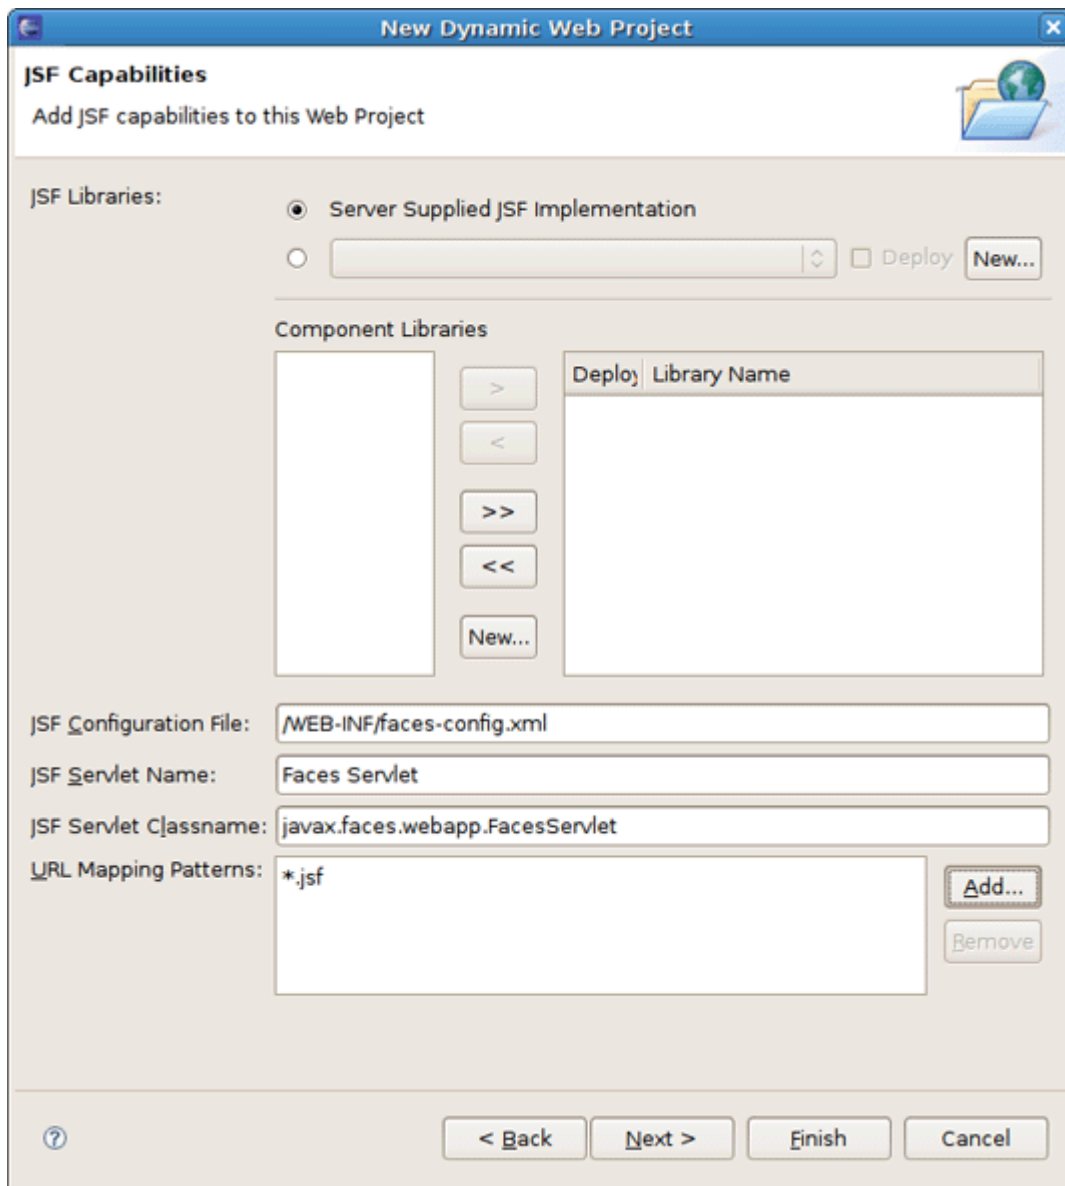 New Dynamic Web Project
JSF Capabilities
Add JSF capabilities to this Web Project
JSF Libraries:
Server Supplied JSF Implementation
Deploy New...
Component Libraries
> Deploy Library Name
<
>>
<<
New...
JSF Configuration File: /WEB-INF/faces-config.xml
JSF Servlet Name: Faces Servlet
JSF Servlet Classname: javax.faces.webapp.FacesServlet
URL Mapping Patterns: *.jsf Add...
Remove
? < Back Next > Finish Cancel